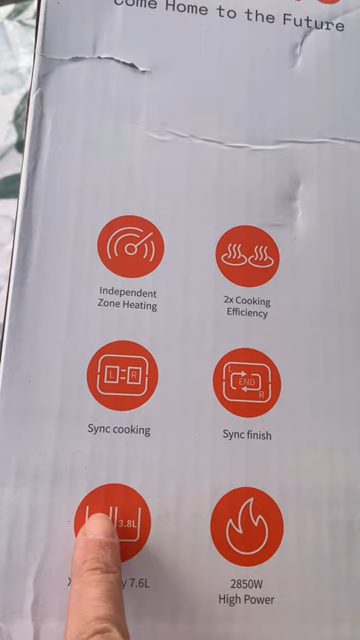 Come Home to the Future
Independent
Zone Heating
2x Cooking
Efficiency
L
R
Sync cooking
L
END
R
Sync finish
3.8L
7.6L
2850W
High Power